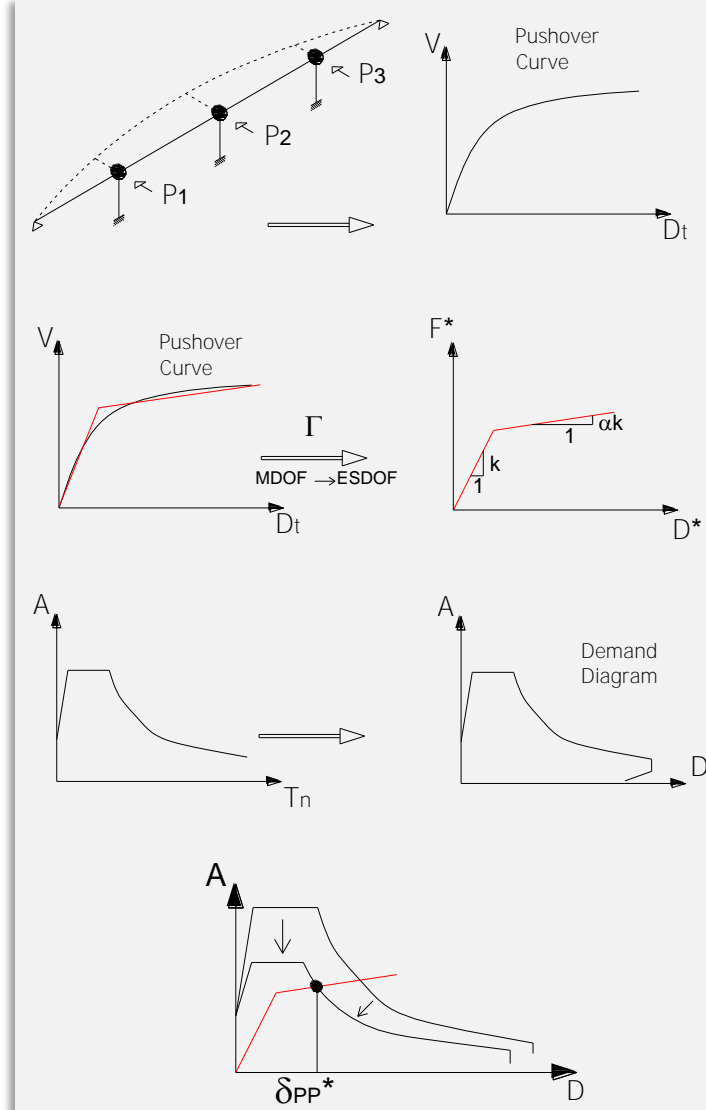 V
Pushover
Curve
P3
P2
P1
Dt
V
Pushover
Curve
F*
Γ
αk
1
k
1
MDOF →ESDOF
Dt
D*
A
A
Demand
Diagram
Tn
D
A
δPP*
D